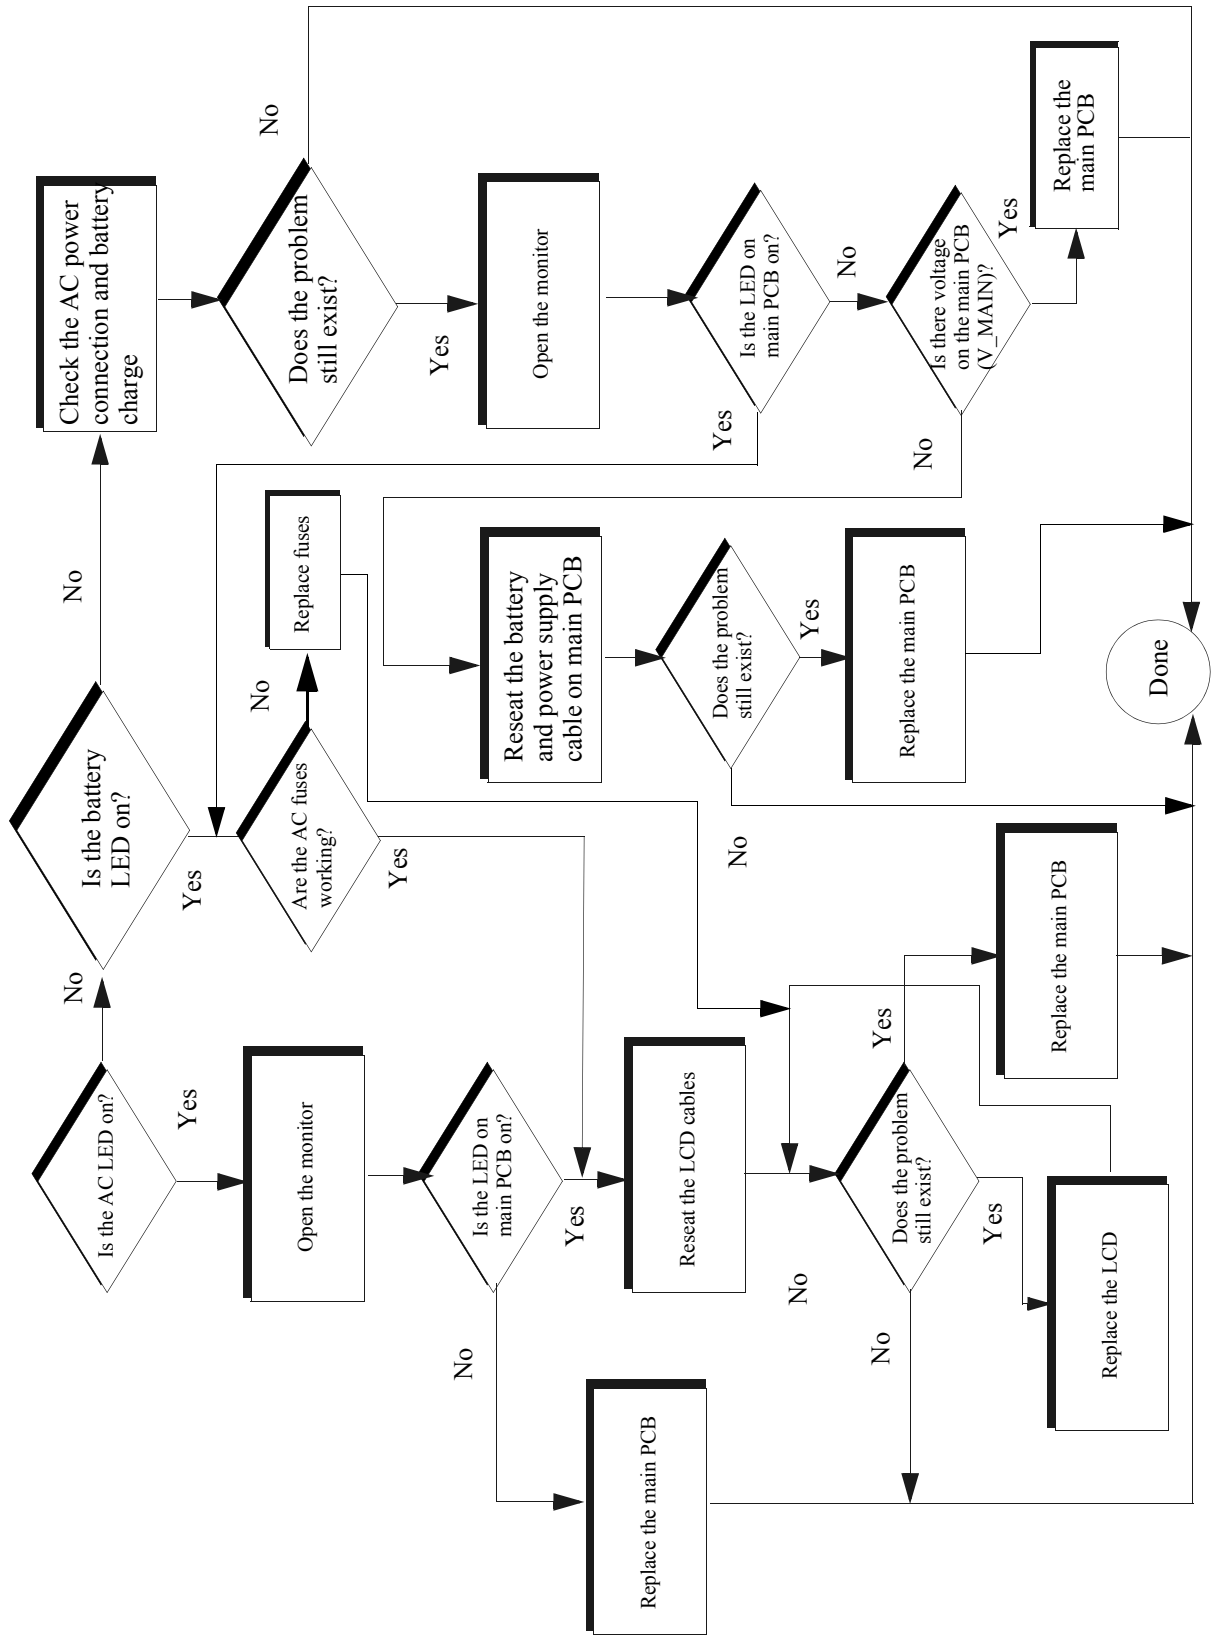 Is the AC LED on?
No
Is the battery
LED on?
No
Check the AC power
connection and battery
charge
Yes
Yes
Does the problem
still exist?
No
Open the monitor
Are the AC fuses
working?
No
Replace fuses
Yes
Yes
Open the monitor
Is the LED on
main PCB on?
No
Yes
Replace the main PCB
Reseat the LCD cables
Reseat the battery
and power supply
cable on main PCB
Is the LED on
main PCB on?
Yes
No
Does the problem
still exist?
No
Yes
Is there voltage
on the main PCB
(V_MAIN)?
No
Yes
No
Does the problem
still exist?
No
Yes
Yes
Replace the main PCB
Replace the main PCB
Replace the
main PCB
Replace the LCD
Done